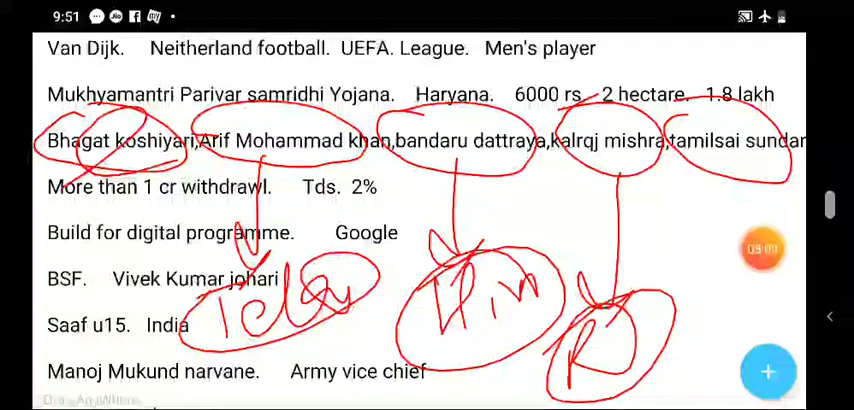 9:51
Van Dijk. Neitherland football. UEFA. League. Men's player
Mukhyamantri Parivar samridhi Yojana. Haryana. 6000 rs 2 hectare. 1.8 lakh
Bhagat koshiyari,Arif Mohammad khan,bandaru dattraya,kalrqj mishra,tamilsai sundar
More than 1 cr withdrawl. Tds. 2%
Build for digital programme. Google
BSF. Vivek Kumar johari
Saaf u15. India
Manoj Mukund narvane. Army vice chief
R
+